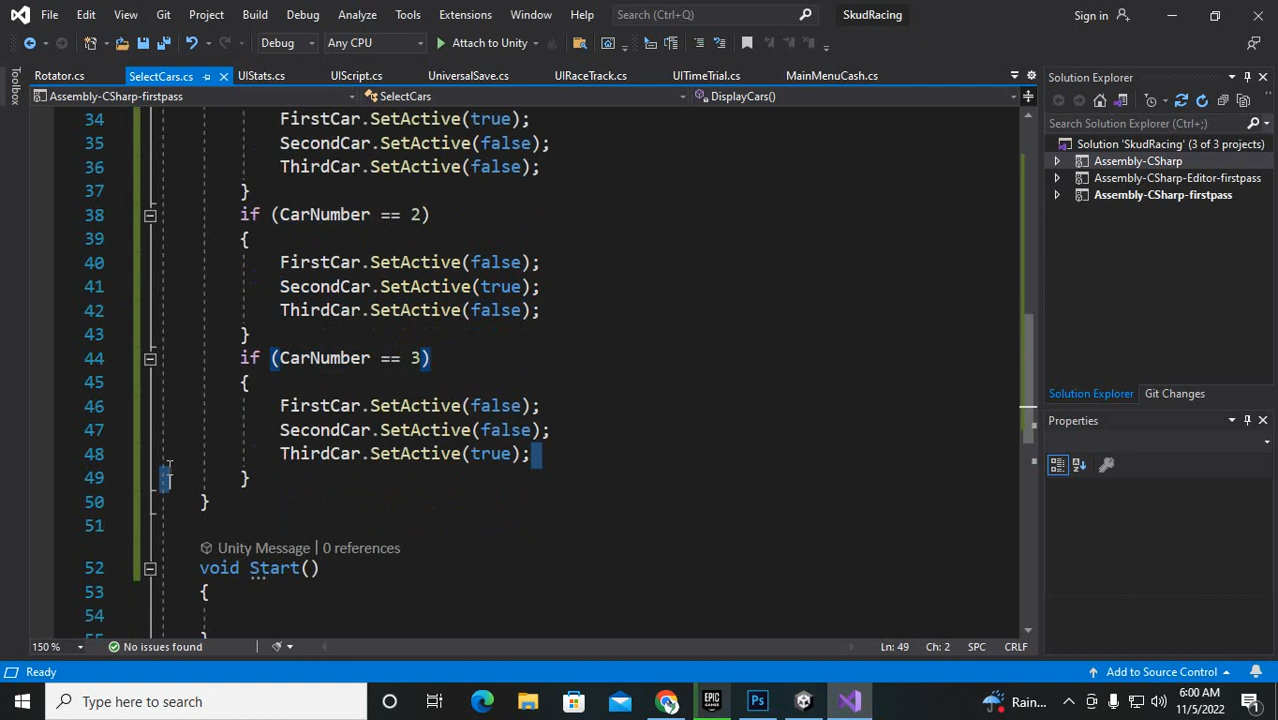 File Edit View Git Project Build Debug Analyze Tools Extensions Window Help Search (Ctrl+Q) SkudRacing Sign in
Debug Any CPU Attach to Unity
Toolbox
Rotator.cs SelectCars.cs UIStats.cs UIScript.cs UniversalSave.cs UIRaceTrack.cs UITimeTrial.cs MainMenuCash.cs
Assembly-CSharp-firstpass SelectCars DisplayCars()
34 FirstCar.SetActive(true);
35 SecondCar.SetActive(false);
36 ThirdCar.SetActive(false);
37 }
38 if (CarNumber == 2)
39 {
40 FirstCar.SetActive(false);
41 SecondCar.SetActive(true);
42 ThirdCar.SetActive(false);
43 }
44 if (CarNumber == 3)
45 {
46 FirstCar.SetActive(false);
47 SecondCar.SetActive(false);
48 ThirdCar.SetActive(true);
49 }
50 }
51
Unity Message | 0 references
52 void Start()
53 {
54
55 }
150 % No issues found Ln: 49 Ch: 2 SPC CRLF
Solution Explorer
Search Solution Explorer (Ctrl+;)
Solution 'SkudRacing' (3 of 3 projects)
Assembly-CSharp
Assembly-CSharp-Editor-firstpass
Assembly-CSharp-firstpass
Solution Explorer Git Changes
Properties
Ready Add to Source Control
Type here to search EPIC GAMES Ps Rain... 6:00 AM
11/5/2022